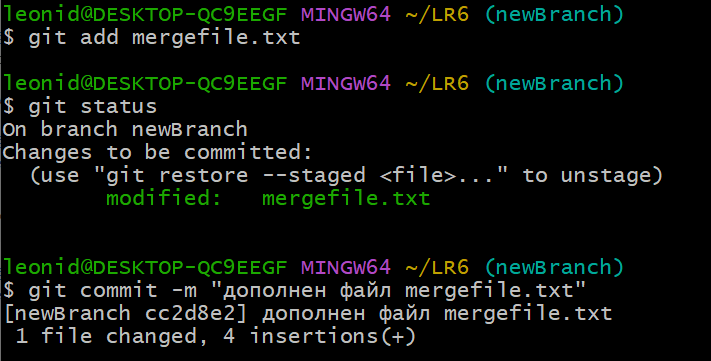 leonid@DESKTOP-QC9EEGF MINGW64 ~/LR6 (newBranch)
$ git add mergefile.txt
leonid@DESKTOP-QC9EEGF MINGW64 ~/LR6 (newBranch)
$ git status
On branch newBranch
Changes to be committed:
  (use "git restore --staged <file>..." to unstage)
        modified:   mergefile.txt
leonid@DESKTOP-QC9EEGF MINGW64 ~/LR6 (newBranch)
$ git commit -m "дополнен файл mergefile.txt"
[newBranch cc2d8e2] дополнен файл mergefile.txt
 1 file changed, 4 insertions(+)